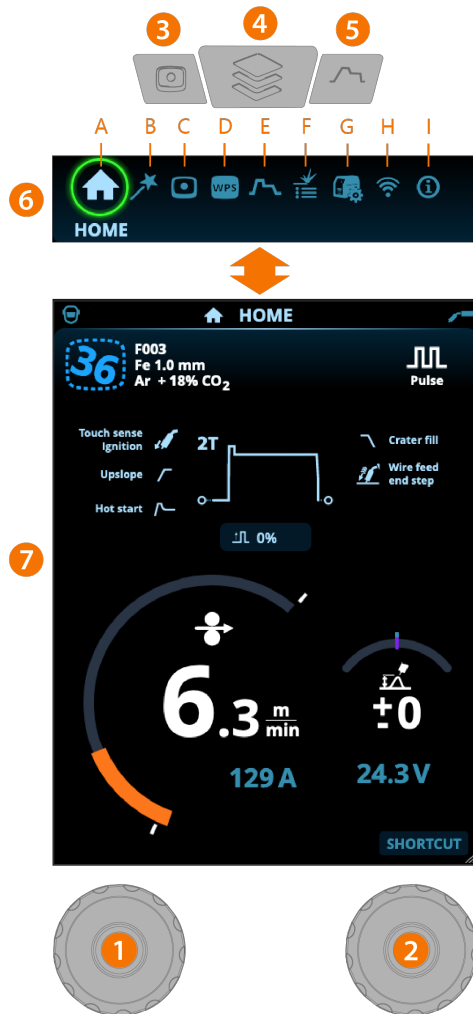 3
4
5
A B C D E F G H I
6
WPS
HOME
HOME
36
F003
Fe 1.0 mm
Ar + 18% CO2
Pulse
Touch sense
Ignition
2T
Crater fill
Upslope
Wire feed
end step
Hot start
0%
7
6.3 m/min
±0
129 A
24.3 V
SHORTCUT
1
2